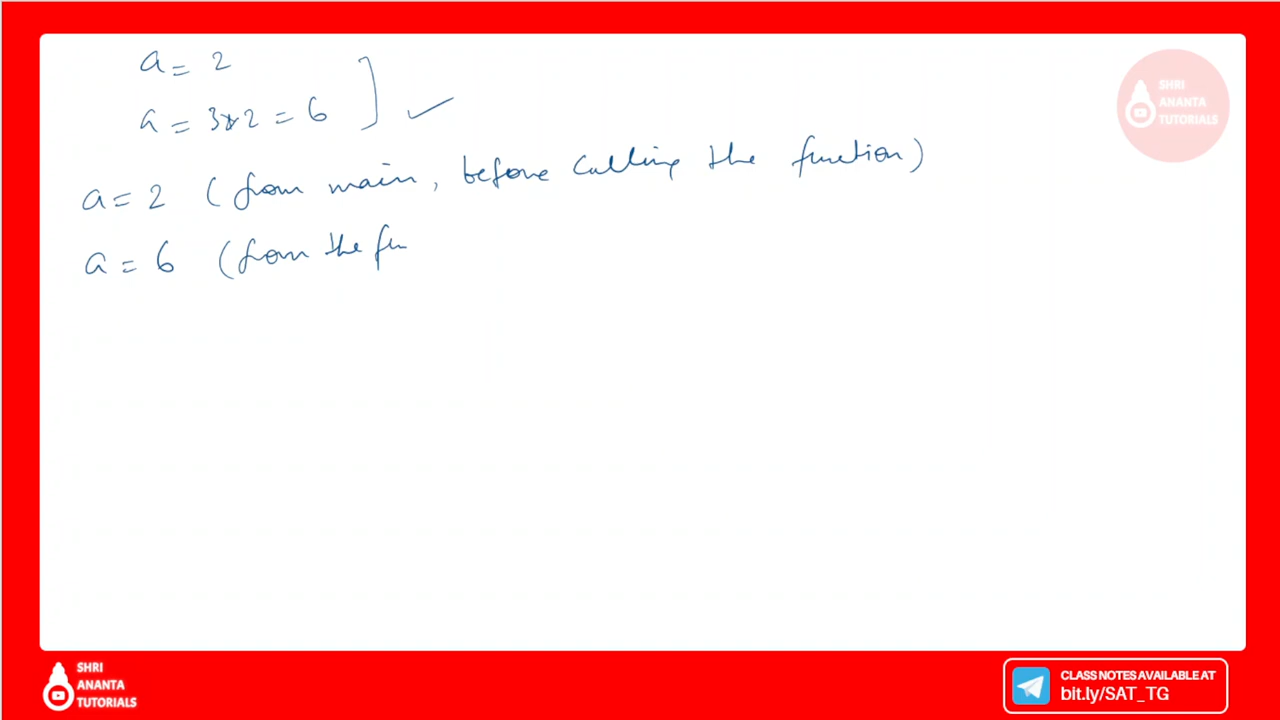 a = 2
a = 3*2 = 6
a = 2 (from main, before calling the function)
a = 6 (from the fu
SHRI
ANANTA
TUTORIALS
SHRI
ANANTA
TUTORIALS
CLASS NOTES AVAILABLE AT
bit.ly/SAT_TG